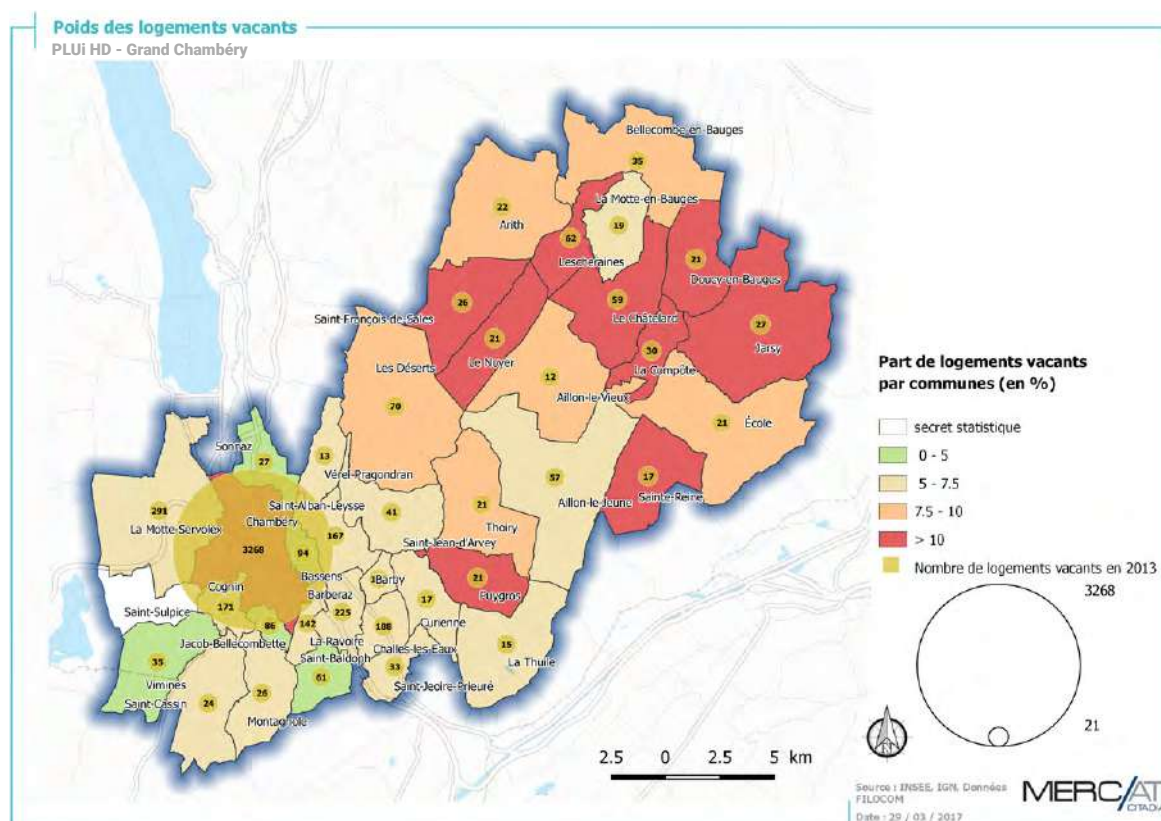 Poids des logements vacants
PLUi HD - Grand Chambéry
Bellecombe-en-Bauges
35
La Motte-en-Bauges
22
Arith
19
62
Lescheraines
21
Doucy-en-Bauges
26
59
Saint-François-de-Sales
Le Châtelard
27
21
Jarsy
Le Noyer
30
Les Déserts
La Compôte
12
Aillon-le-Vieux
70
21
École
Sonnaz
27
13
Vérel-Pragondran
57
17
Aillon-le-Jeune
Sainte-Reine
291
Saint-Alban-Leysse
41
21
La Motte-Servolex
Chambéry
Thoiry
167
Saint-Jean-d'Arvey
3268
94
Bassens
Barby
21
Puygros
Cognin
Barberaz
Saint-Sulpice
171
225
17
86
142
188
Curienne
Jacob-Bellecombette
La-Ravoire
Challes-les-Eaux
15
Saint-Baldoph
35
33
La Thuile
Vimines
61
Saint-Jeoire-Prieuré
Saint-Cassin
24
26
Montagnole
Part de logements vacants
par communes (en %)
secret statistique
0 - 5
5 - 7.5
7.5 - 10
> 10
Nombre de logements vacants en 2013
3268
21
N
2.5 0 2.5 5 km
Source : INSEE, IGN, Données
FILOCOM
Date : 29 / 03 / 2017
MERC/AT
CITADIA